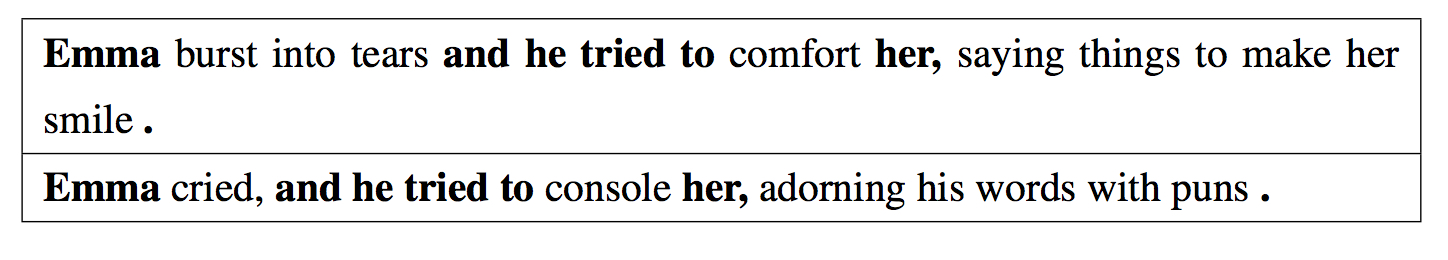 Emma burst into tears and he tried to comfort her, saying things to make her
smile .
Emma cried, and he tried to console her, adorning his words with puns .